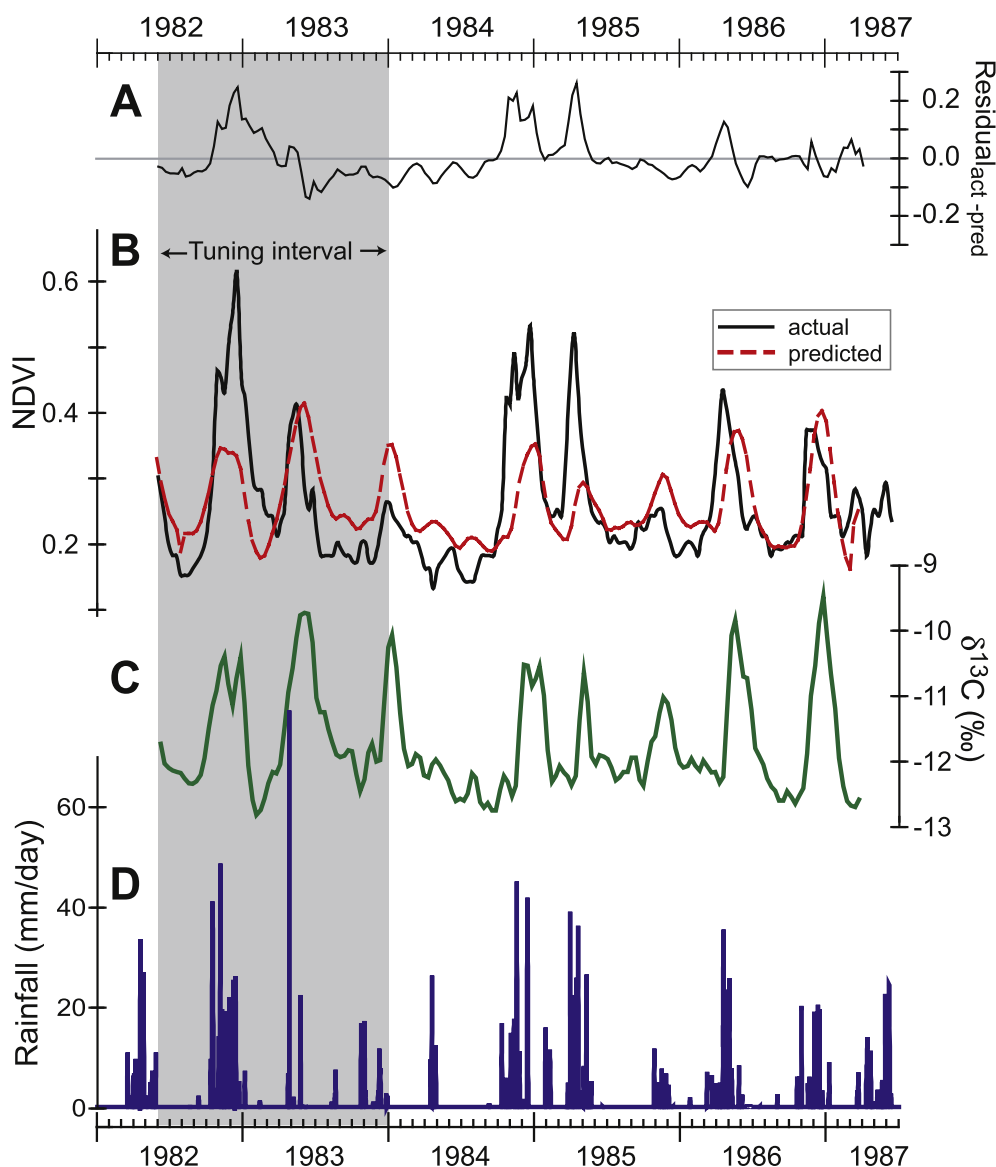 1982 1983 1984 1985 1986 1987
A
0.2
0.0
-0.2
Residual act -pred
B
Tuning interval
0.6
0.4
0.2
NDVI
actual
predicted
-9
-10
-11
-12
-13
δ13C (‰)
C
D
60
40
20
0
Rainfall (mm/day)
1982 1983 1984 1985 1986 1987